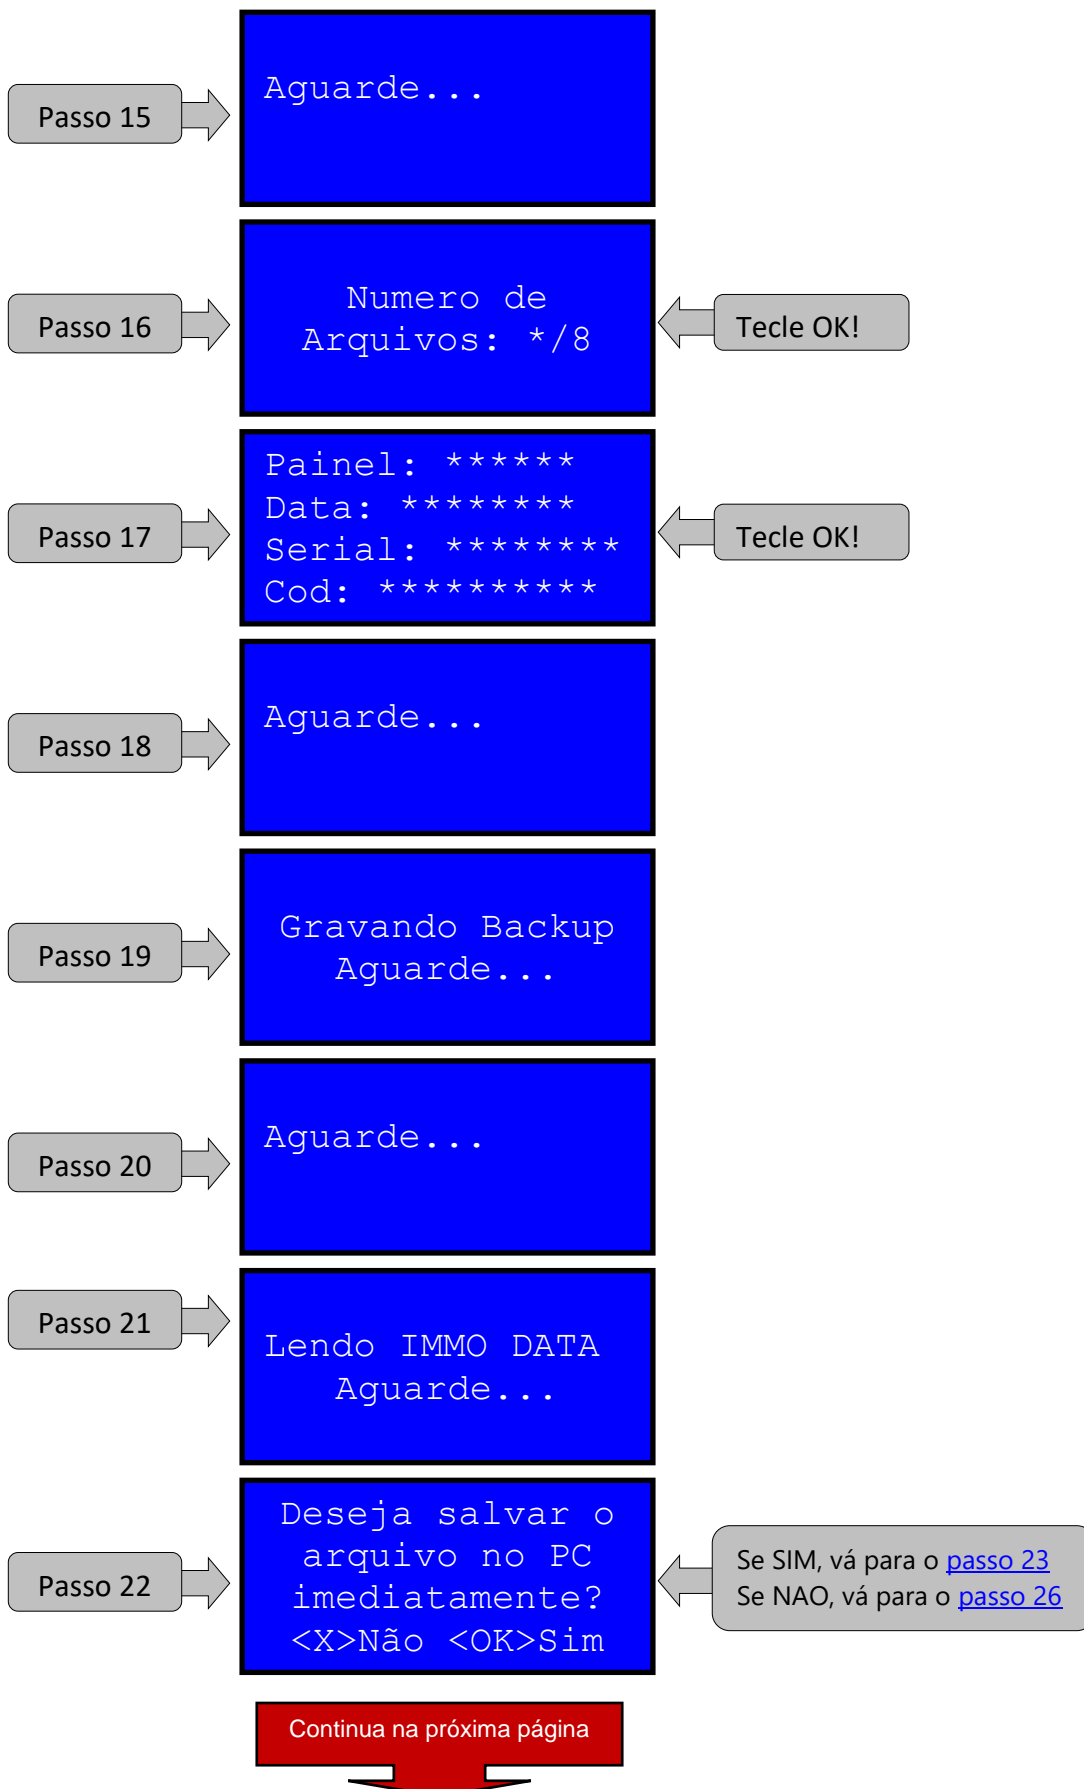 Passo 15
Aguarde...
Passo 16
Numero de
Arquivos: */8
Tecle OK!
Passo 17
Painel: ******
Data: ********
Serial: ********
Cod: **********
Tecle OK!
Passo 18
Aguarde...
Passo 19
Gravando Backup
Aguarde...
Passo 20
Aguarde...
Passo 21
Lendo IMMO DATA
Aguarde...
Passo 22
Deseja salvar o
arquivo no PC
imediatamente?
<X>Não <OK>Sim
Se SIM, vá para o passo 23
Se NAO, vá para o passo 26
Continua na próxima página